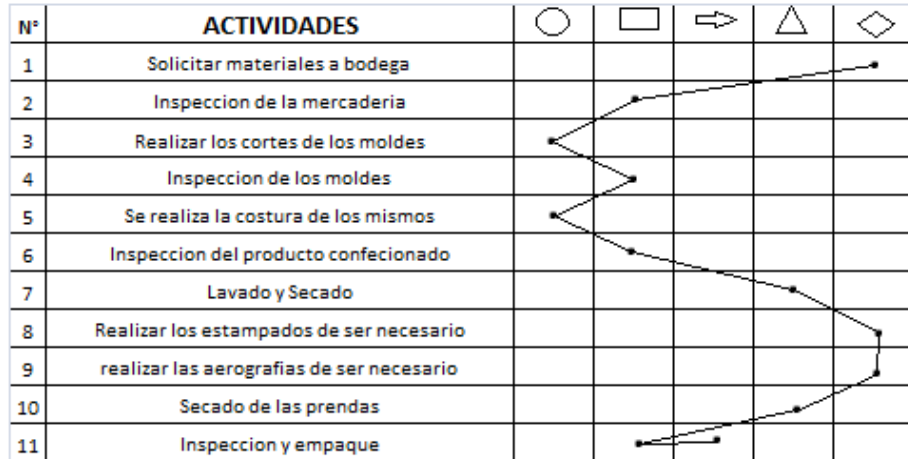 N° ACTIVIDADES
1 Solicitar materiales a bodega
2 Inspeccion de la mercaderia
3 Realizar los cortes de los moldes
4 Inspeccion de los moldes
5 Se realiza la costura de los mismos
6 Inspeccion del producto confecionado
7 Lavado y Secado
8 Realizar los estampados de ser necesario
9 realizar las aerografias de ser necesario
10 Secado de las prendas
11 Inspeccion y empaque